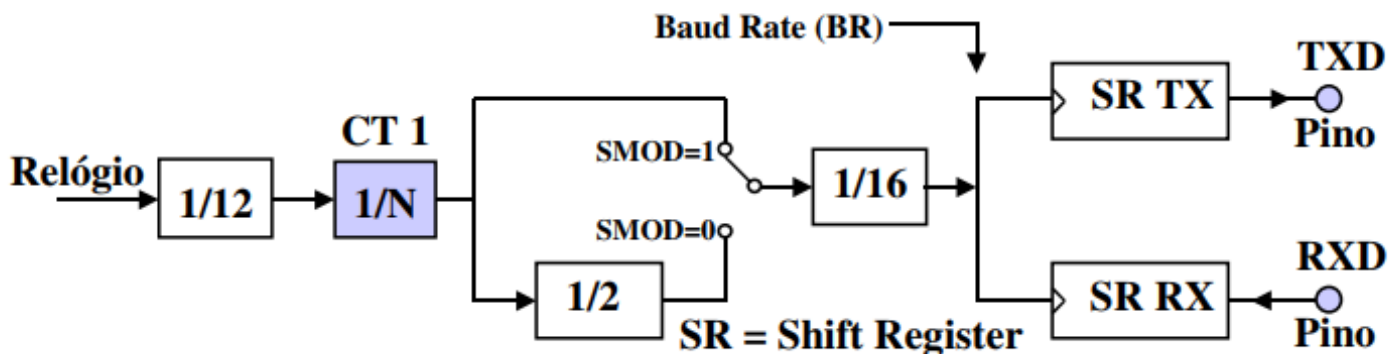 Baud Rate (BR)
TXD
SR TX
Pino
CT 1
SMOD=1
Relógio
1/12
1/N
1/16
SMOD=0
1/2
RXD
SR RX
Pino
SR = Shift Register